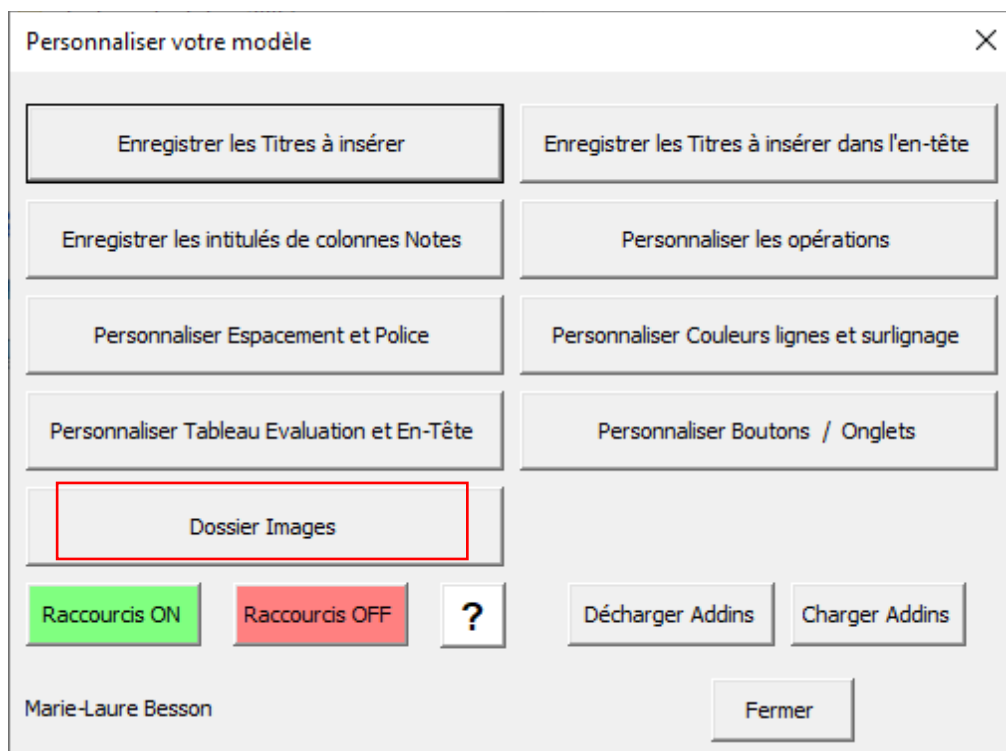 Personnaliser votre modèle
Enregistrer les Titres à insérer
Enregistrer les Titres à insérer dans l'en-tête
Enregistrer les intitulés de colonnes Notes
Personnaliser les opérations
Personnaliser Espacement et Police
Personnaliser Couleurs lignes et surlignage
Personnaliser Tableau Evaluation et En-Tête
Personnaliser Boutons / Onglets
Dossier Images
Raccourcis ON
Raccourcis OFF
?
Décharger Addins
Charger Addins
Marie-Laure Besson
Fermer